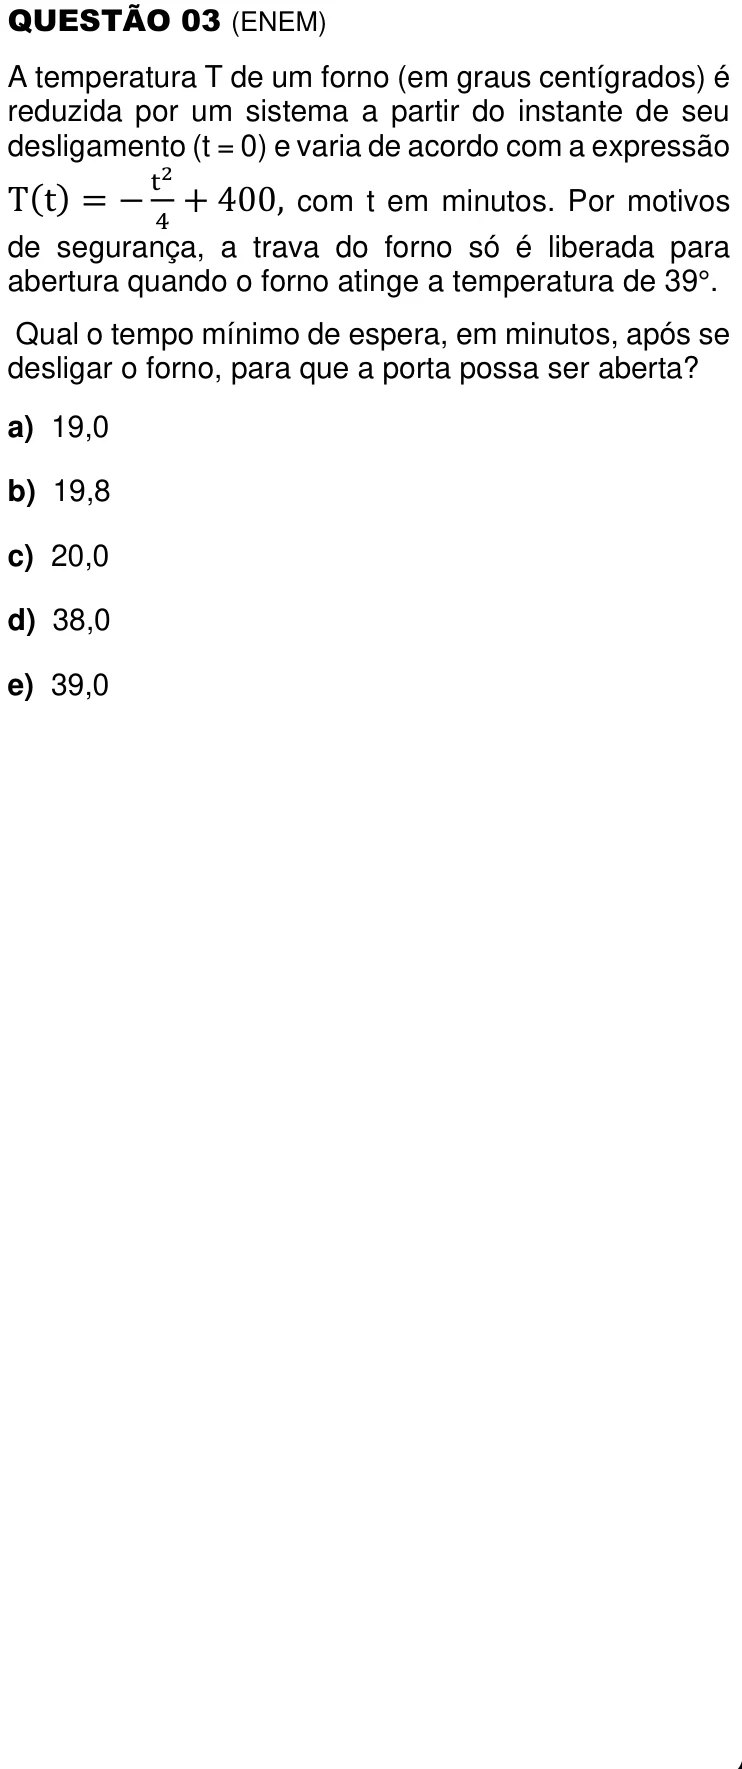 QUESTÃO 03 (ENEM)
A temperatura T de um forno (em graus centígrados) é
reduzida por um sistema a partir do instante de seu
desligamento (t = 0) e varia de acordo com a expressão
T(t) = −t²/4 + 400, com t em minutos. Por motivos
de segurança, a trava do forno só é liberada para
abertura quando o forno atinge a temperatura de 39°.
Qual o tempo mínimo de espera, em minutos, após se
desligar o forno, para que a porta possa ser aberta?
a) 19,0
b) 19,8
c) 20,0
d) 38,0
e) 39,0